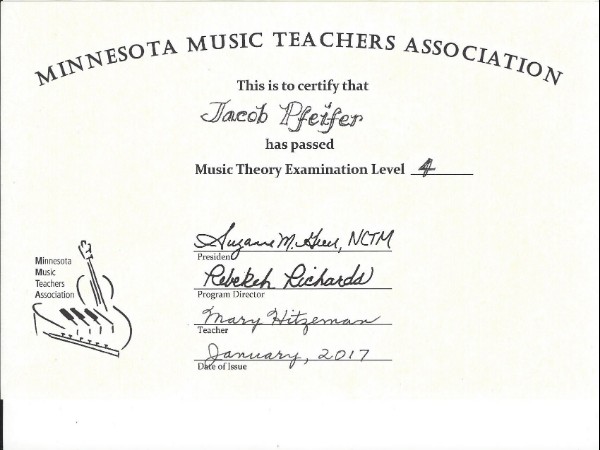 MINNESOTA MUSIC TEACHERS ASSOCIATION
This is to certify that
Jacob Pfeifer
has passed
Music Theory Examination Level 4
Suzanne M. Greer, NCTM
President
Rebekah Richards
Program Director
Mary Hitzeman
Teacher
January, 2017
Date of Issue
Minnesota
Music
Teachers
Association